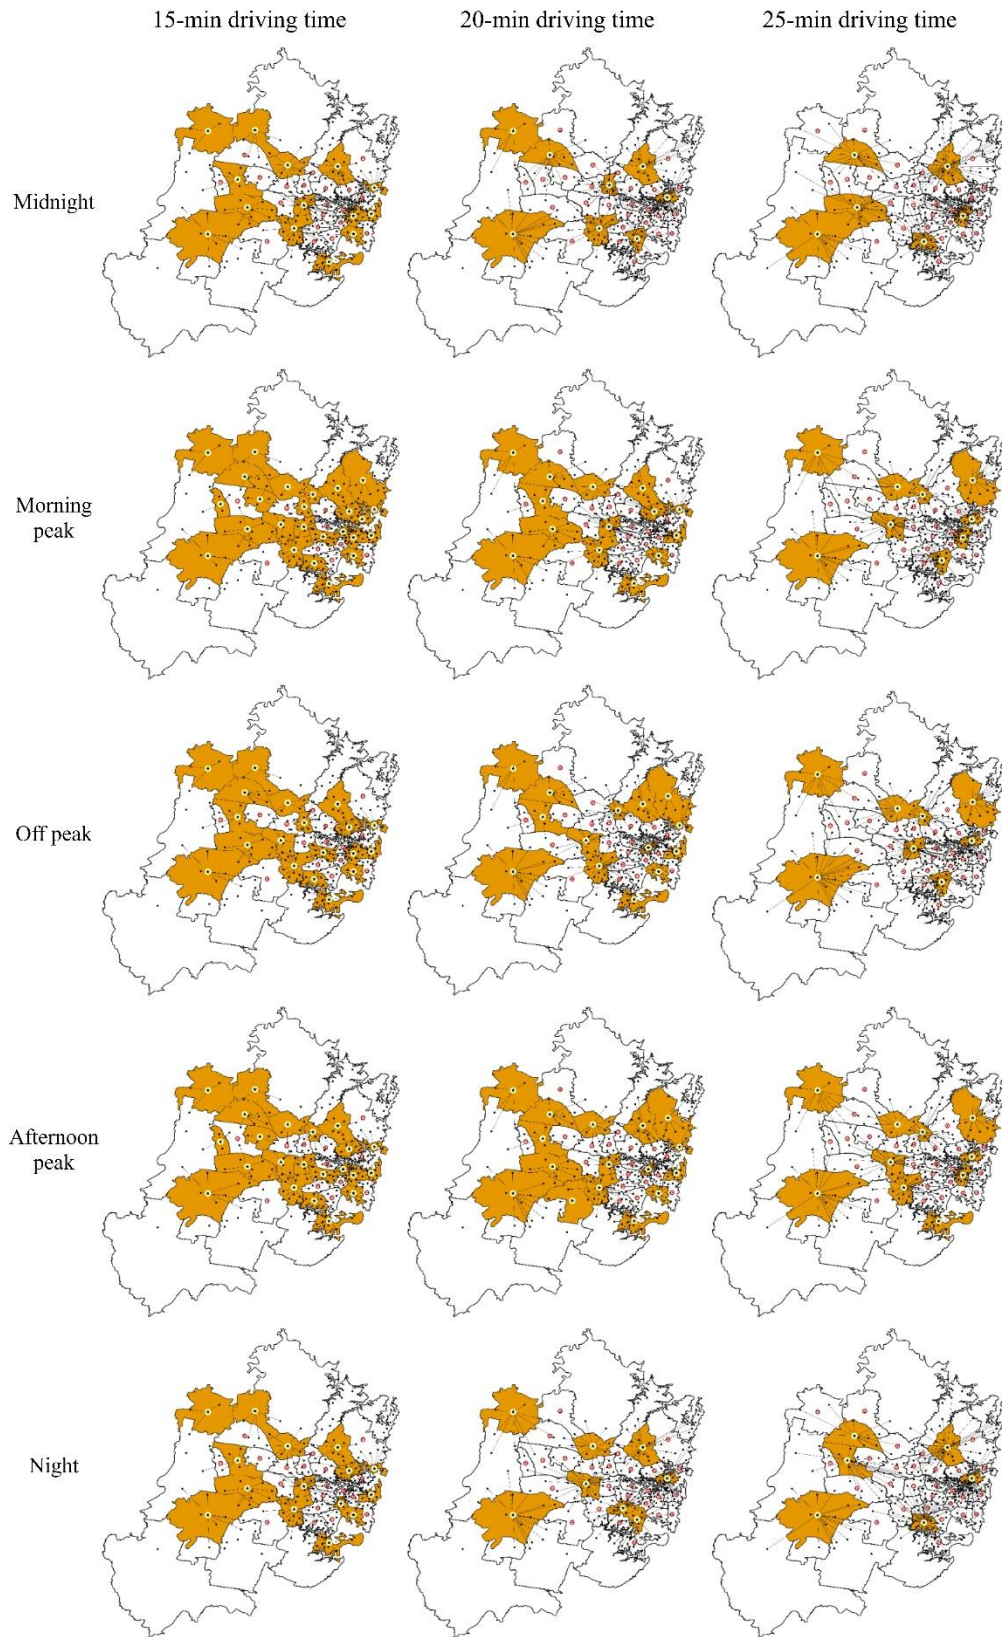 15-min driving time
20-min driving time
25-min driving time
Midnight
Morning
peak
Off peak
Afternoon
peak
Night